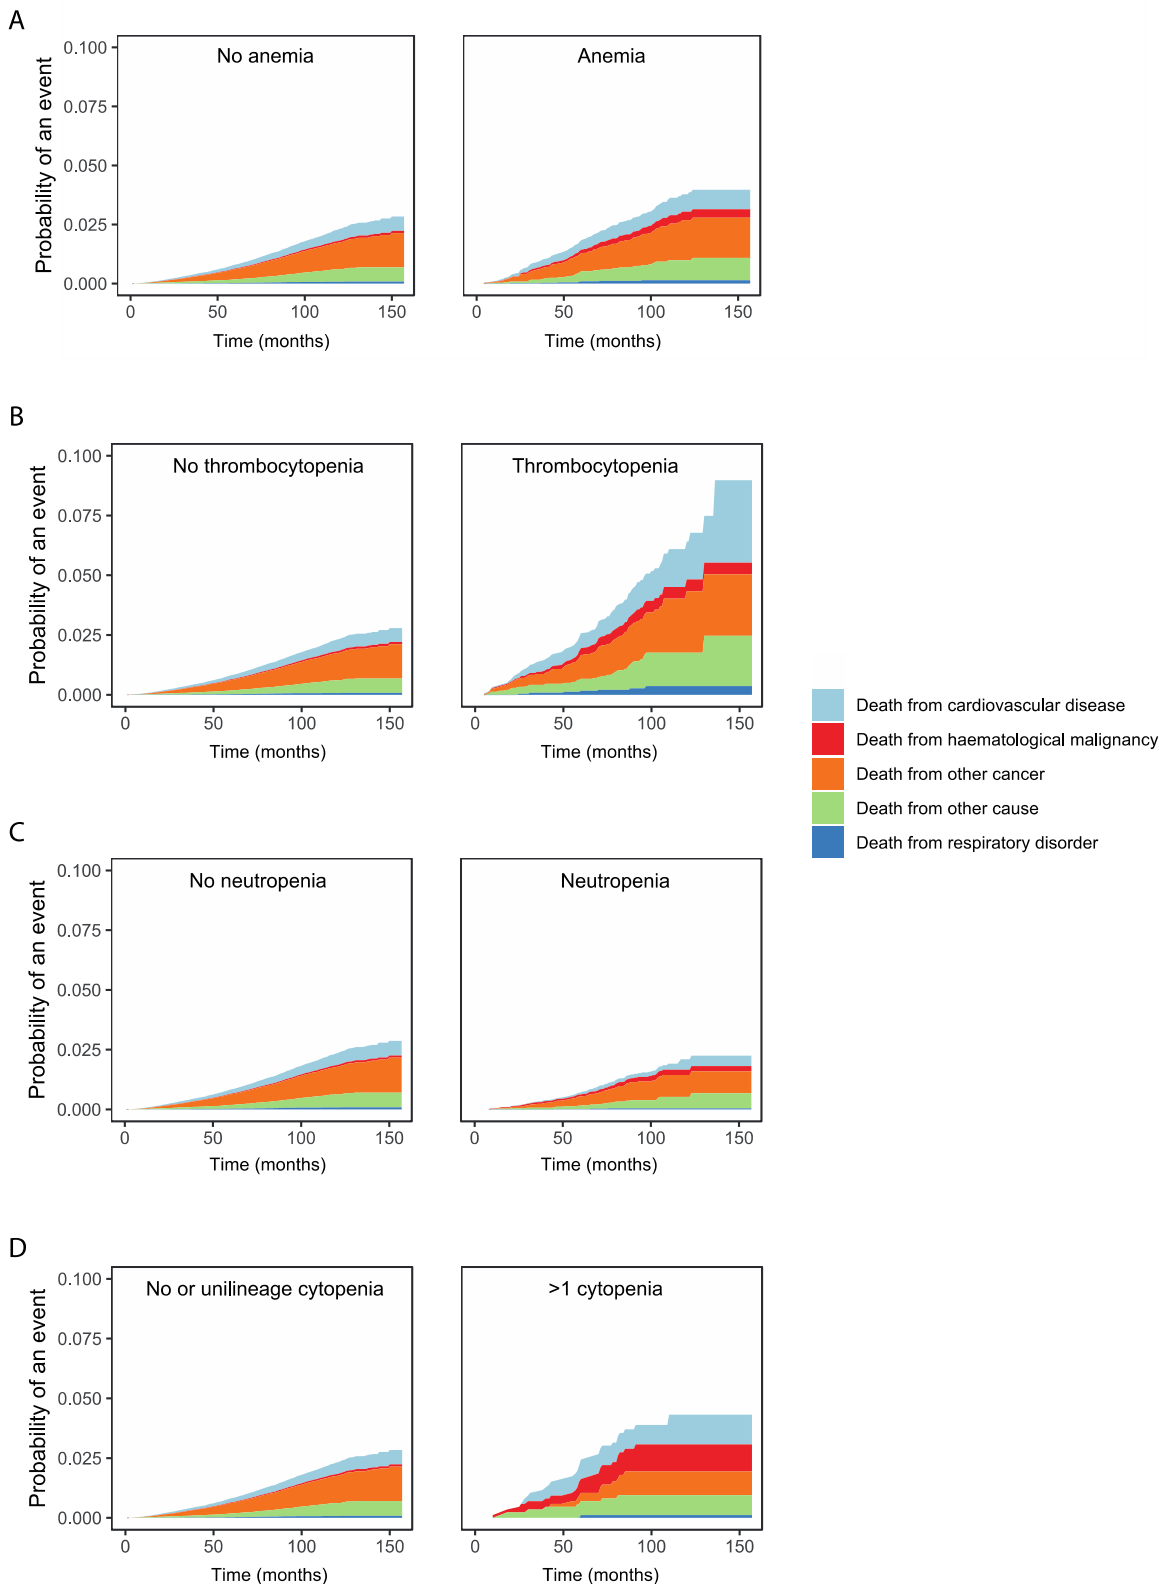 A
No anemia
Anemia
Probability of an event
0.100
0.075
0.050
0.025
0.000
0 50 100 150
0 50 100 150
Time (months)
Time (months)
B
No thrombocytopenia
Thrombocytopenia
Probability of an event
0.100
0.075
0.050
0.025
0.000
0 50 100 150
0 50 100 150
Time (months)
Time (months)
Death from cardiovascular disease
Death from haematological malignancy
Death from other cancer
Death from other cause
Death from respiratory disorder
C
No neutropenia
Neutropenia
Probability of an event
0.100
0.075
0.050
0.025
0.000
0 50 100 150
0 50 100 150
Time (months)
Time (months)
D
No or unilineage cytopenia
>1 cytopenia
Probability of an event
0.100
0.075
0.050
0.025
0.000
0 50 100 150
0 50 100 150
Time (months)
Time (months)